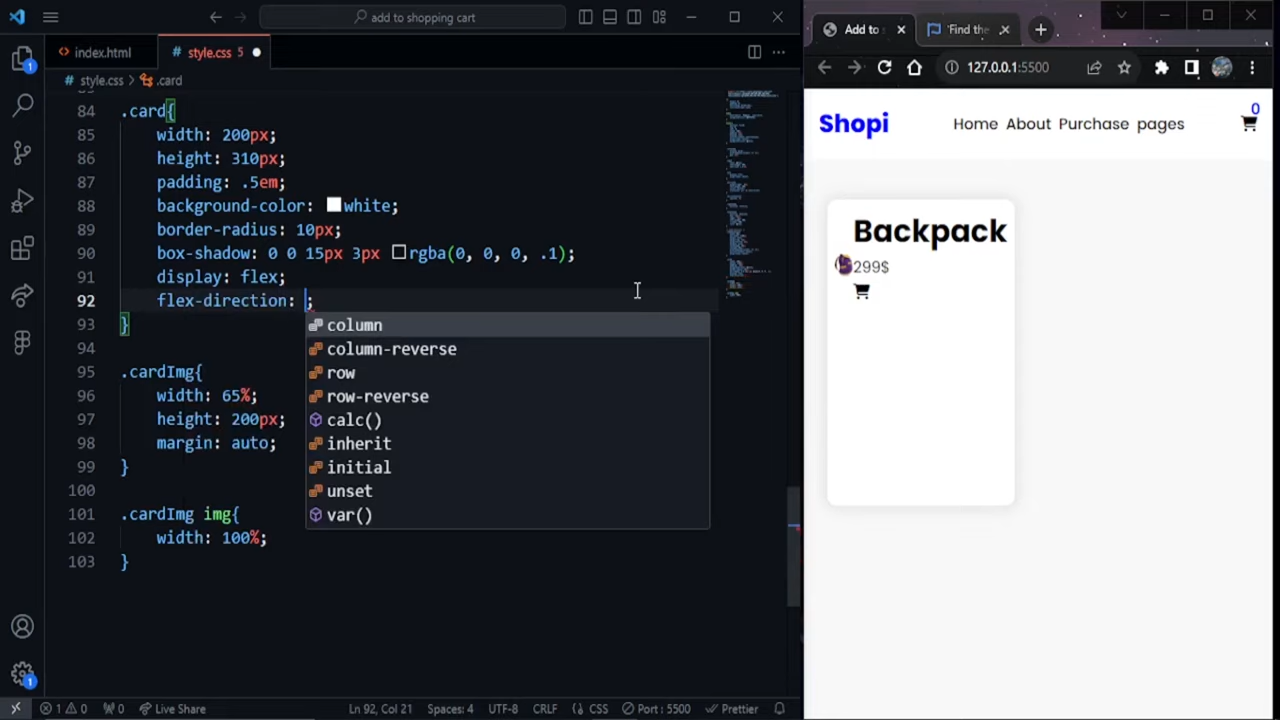 add to shopping cart
index.html
style.css 5
style.css > .card
84 .card{
85 width: 200px;
86 height: 310px;
87 padding: .5em;
88 background-color: white;
89 border-radius: 10px;
90 box-shadow: 0 0 15px 3px rgba(0, 0, 0, .1);
91 display: flex;
92 flex-direction: ;
93 }
column
column-reverse
row
row-reverse
calc()
inherit
initial
unset
var()
94
95 .cardImg{
96 width: 65%;
97 height: 200px;
98 margin: auto;
99 }
100
101 .cardImg img{
102 width: 100%;
103 }
1
1
1 0 0 Live Share
Ln 92, Col 21 Spaces: 4 UTF-8 CRLF CSS Port : 5500 Prettier
Add to
'Find the
127.0.0.1:5500
Shopi
Home About Purchase pages
0
Backpack
299$